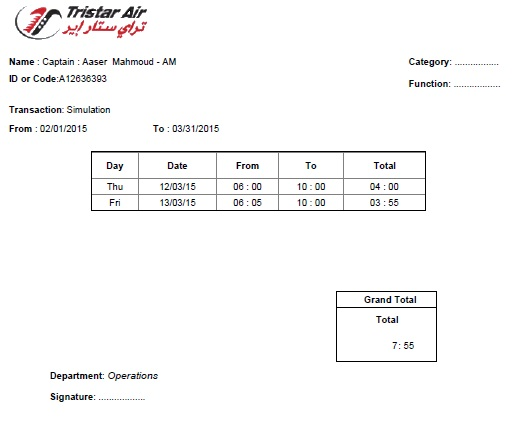 Tristar Air
تراي ستار اير
Name : Captain : Aaser Mahmoud - AM
Category: .................
ID or Code:A12636393
Function: ..................
Transaction: Simulation
From : 02/01/2015 To : 03/31/2015
Day Date From To Total
Thu 12/03/15 06 : 00 10 : 00 04 : 00
Fri 13/03/15 06 : 05 10 : 00 03 : 55
Grand Total
Total
7: 55
Department: Operations
Signature: ..................